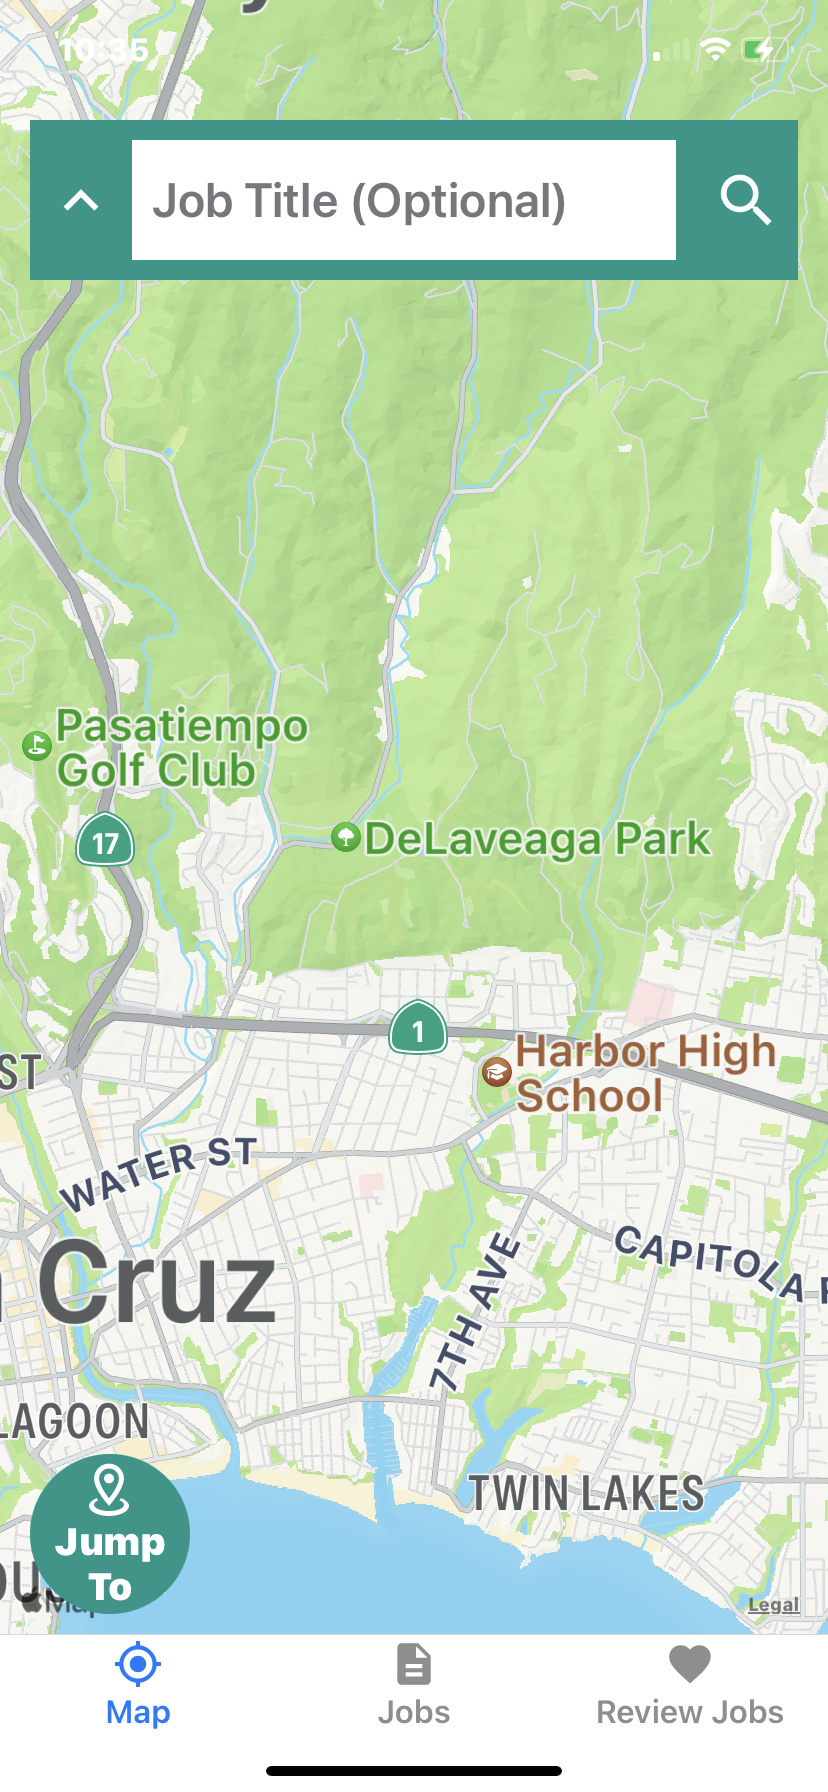 10:35
Job Title (Optional)
Pasatiempo
Golf Club
17
DeLaveaga Park
1
Harbor High
School
ST
WATER ST
Cruz
7TH AVE
CAPITOLA
LAGOON
TWIN LAKES
Jump
To
Legal
Map
Jobs
Review Jobs